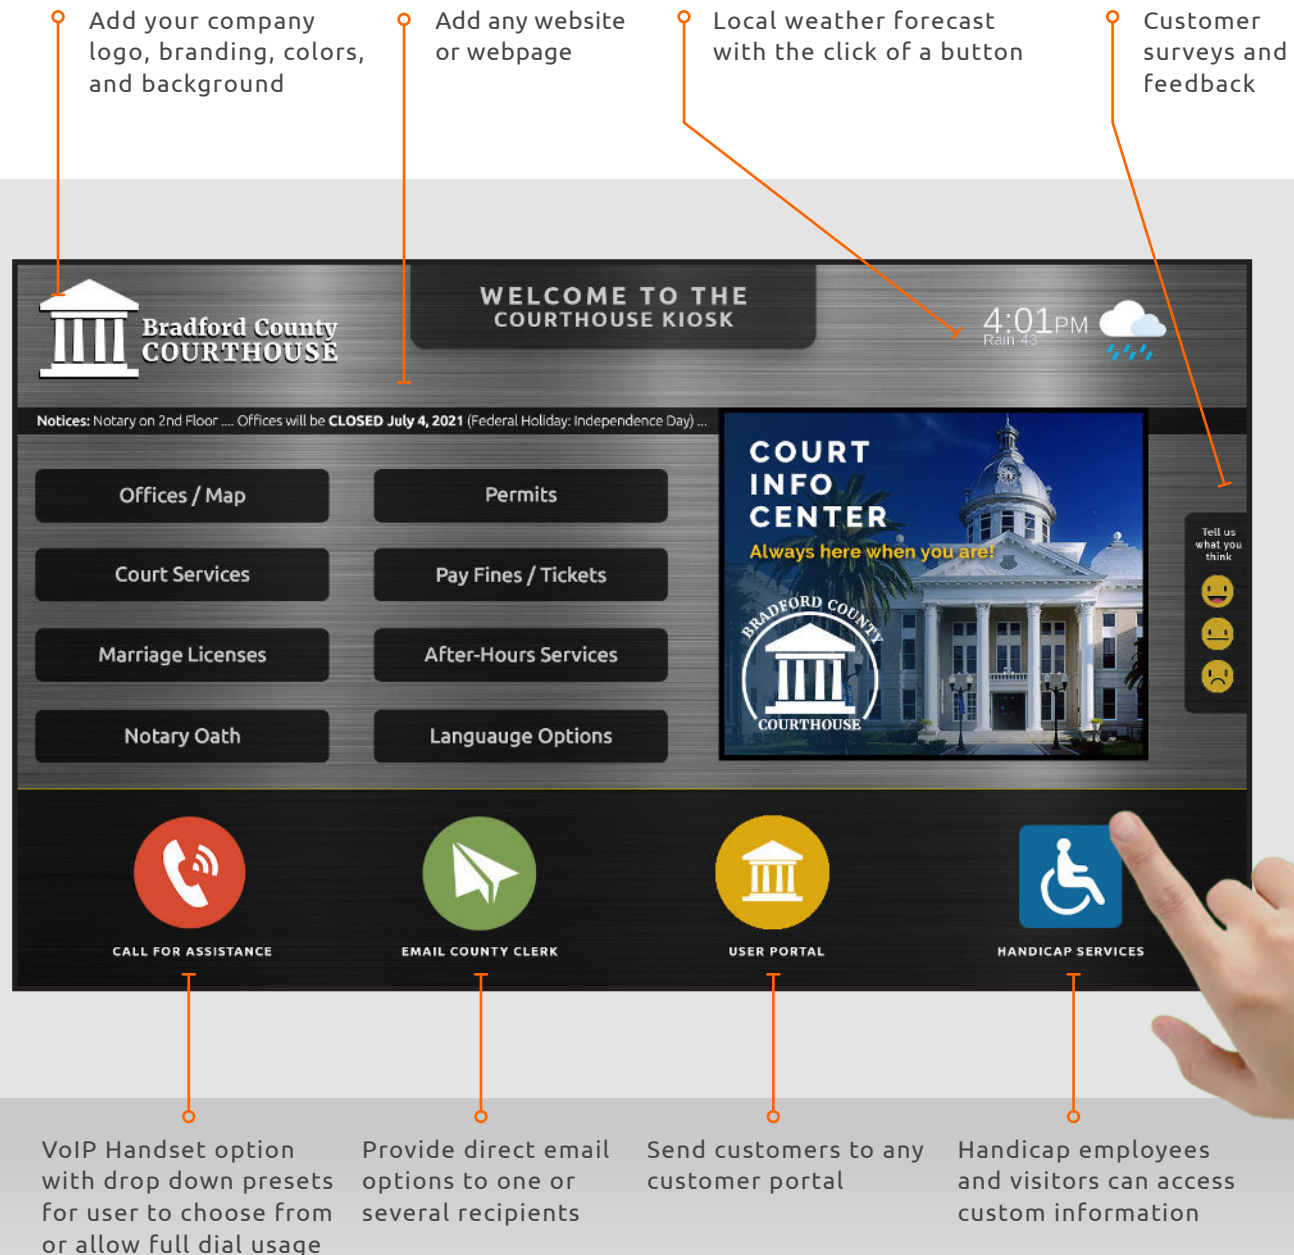 Add your company
logo, branding, colors,
and background
Add any website
or webpage
Local weather forecast
with the click of a button
Customer
surveys and
feedback
Bradford County
COURTHOUSE
WELCOME TO THE
COURTHOUSE KIOSK
4:01PM
Rain 43°
Notices: Notary on 2nd Floor .... Offices will be CLOSED July 4, 2021 (Federal Holiday: Independence Day) ...
Offices / Map
Permits
Court Services
Pay Fines / Tickets
Marriage Licenses
After-Hours Services
Notary Oath
Languauge Options
COURT
INFO
CENTER
Always here when you are!
BRADFORD COUNTY
COURTHOUSE
Tell us
what you
think
CALL FOR ASSISTANCE
EMAIL COUNTY CLERK
USER PORTAL
HANDICAP SERVICES
VoIP Handset option
with drop down presets
for user to choose from
or allow full dial usage
Provide direct email
options to one or
several recipients
Send customers to any
customer portal
Handicap employees
and visitors can access
custom information